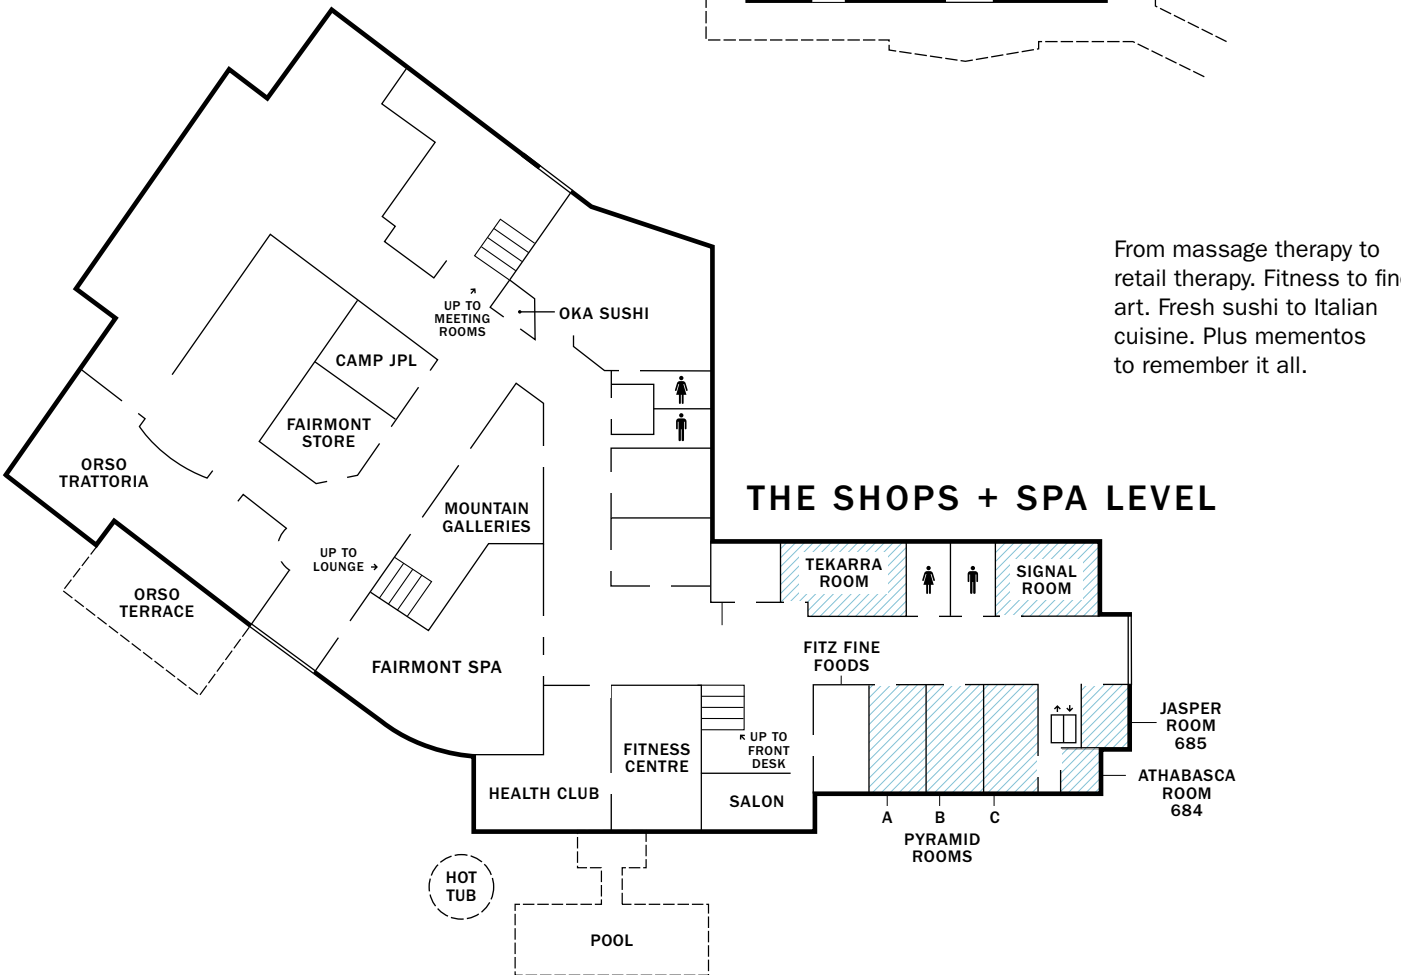 From massage therapy to
retail therapy. Fitness to fine
art. Fresh sushi to Italian
cuisine. Plus mementos
to remember it all.
UP TO
MEETING
ROOMS
OKA SUSHI
CAMP JPL
FAIRMONT
STORE
ORSO
TRATTORIA
MOUNTAIN
GALLERIES
THE SHOPS + SPA LEVEL
UP TO
LOUNGE →
ORSO
TERRACE
TEKARRA
ROOM
SIGNAL
ROOM
FAIRMONT SPA
FITZ FINE
FOODS
JASPER
ROOM
685
UP TO
FRONT
DESK
FITNESS
CENTRE
ATHABASCA
ROOM
684
HEALTH CLUB
SALON
A B C
PYRAMID
ROOMS
HOT
TUB
POOL